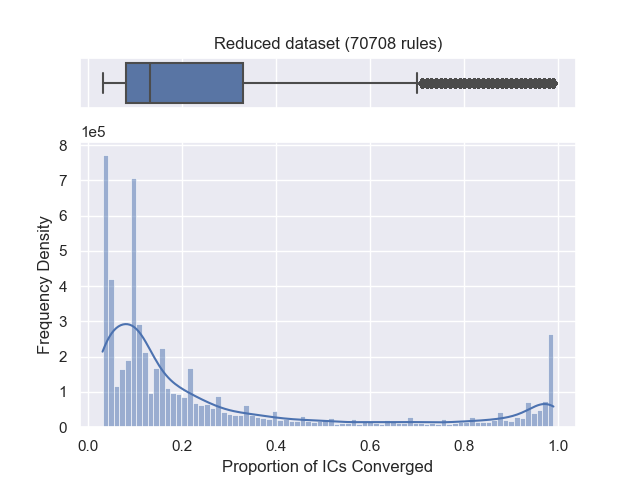 Reduced dataset (70708 rules)
1e5
8
7
6
5
4
3
2
1
0
Frequency Density
0.0 0.2 0.4 0.6 0.8 1.0
Proportion of ICs Converged